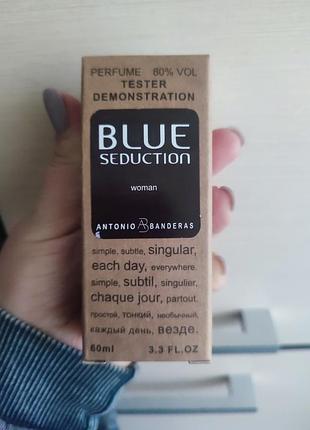 PERFUME 80% VOL
TESTER
DEMONSTRATION
BLUE
SEDUCTION
woman
ANTONIO AB BANDERAS
simple, subtle, singular,
each day, everywhere.
simple, subtil, singulier,
chaque jour, partout.
простой, тонкий, необычный,
каждый день, везде.
60ml 3.3 FL.OZ